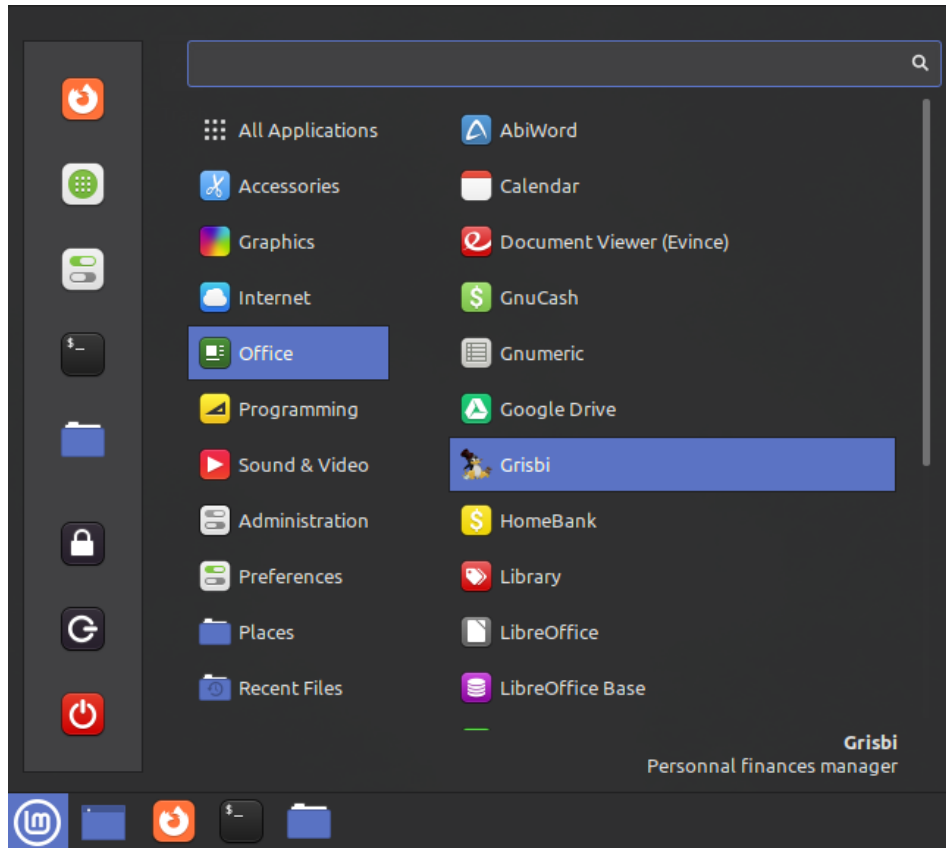 All Applications
Accessories
Graphics
Internet
Office
Programming
Sound & Video
Administration
Preferences
Places
Recent Files
AbiWord
Calendar
Document Viewer (Evince)
GnuCash
Gnumeric
Google Drive
Grisbi
HomeBank
Library
LibreOffice
LibreOffice Base
Grisbi
Personnal finances manager